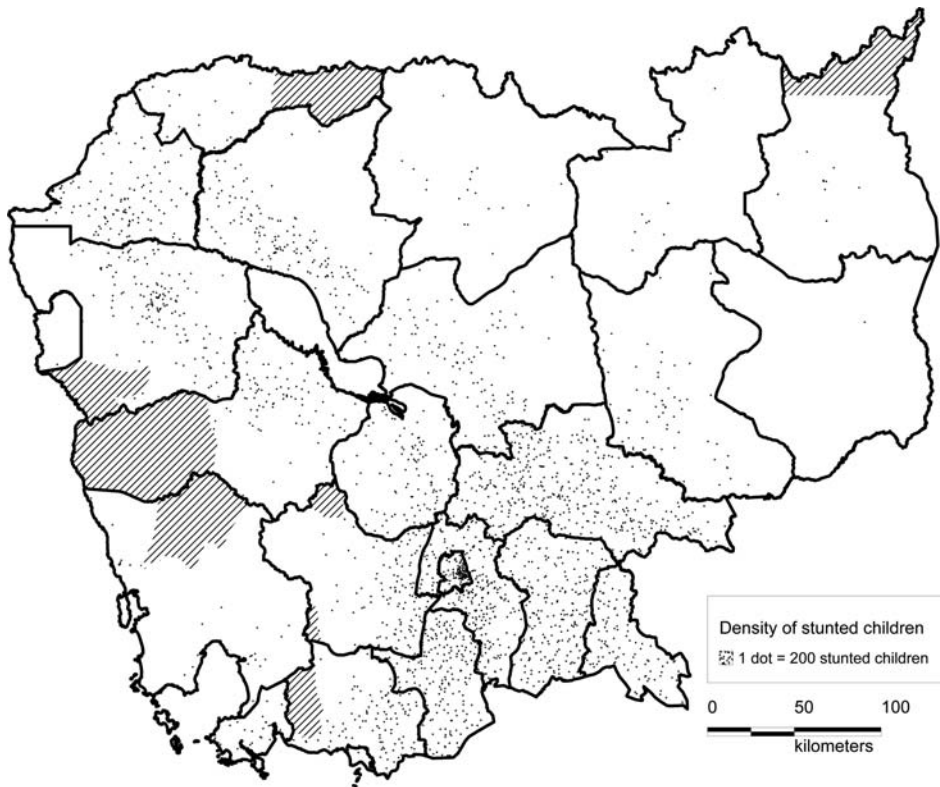 Density of stunted children
1 dot = 200 stunted children
0 50 100
kilometers